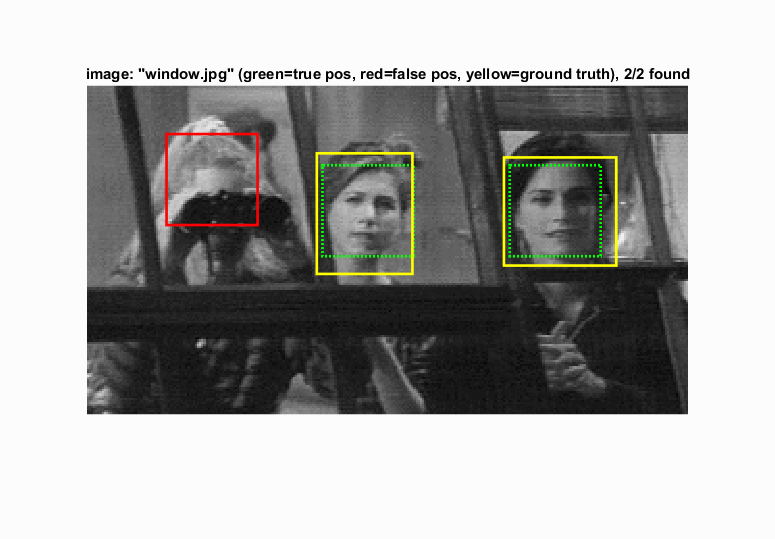 image: "window.jpg" (green=true pos, red=false pos, yellow=ground truth), 2/2 found